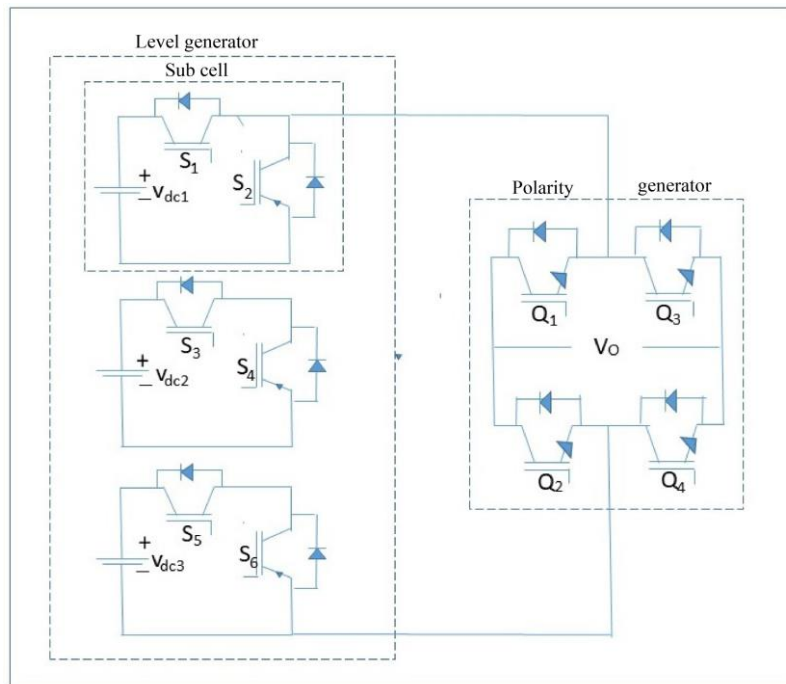 Level generator
Sub cell
S1
+
Vdc1
−
S2
Polarity generator
Q1
Q3
S3
+
Vdc2
−
S4
VO
Q2
Q4
S5
+
Vdc3
−
S6